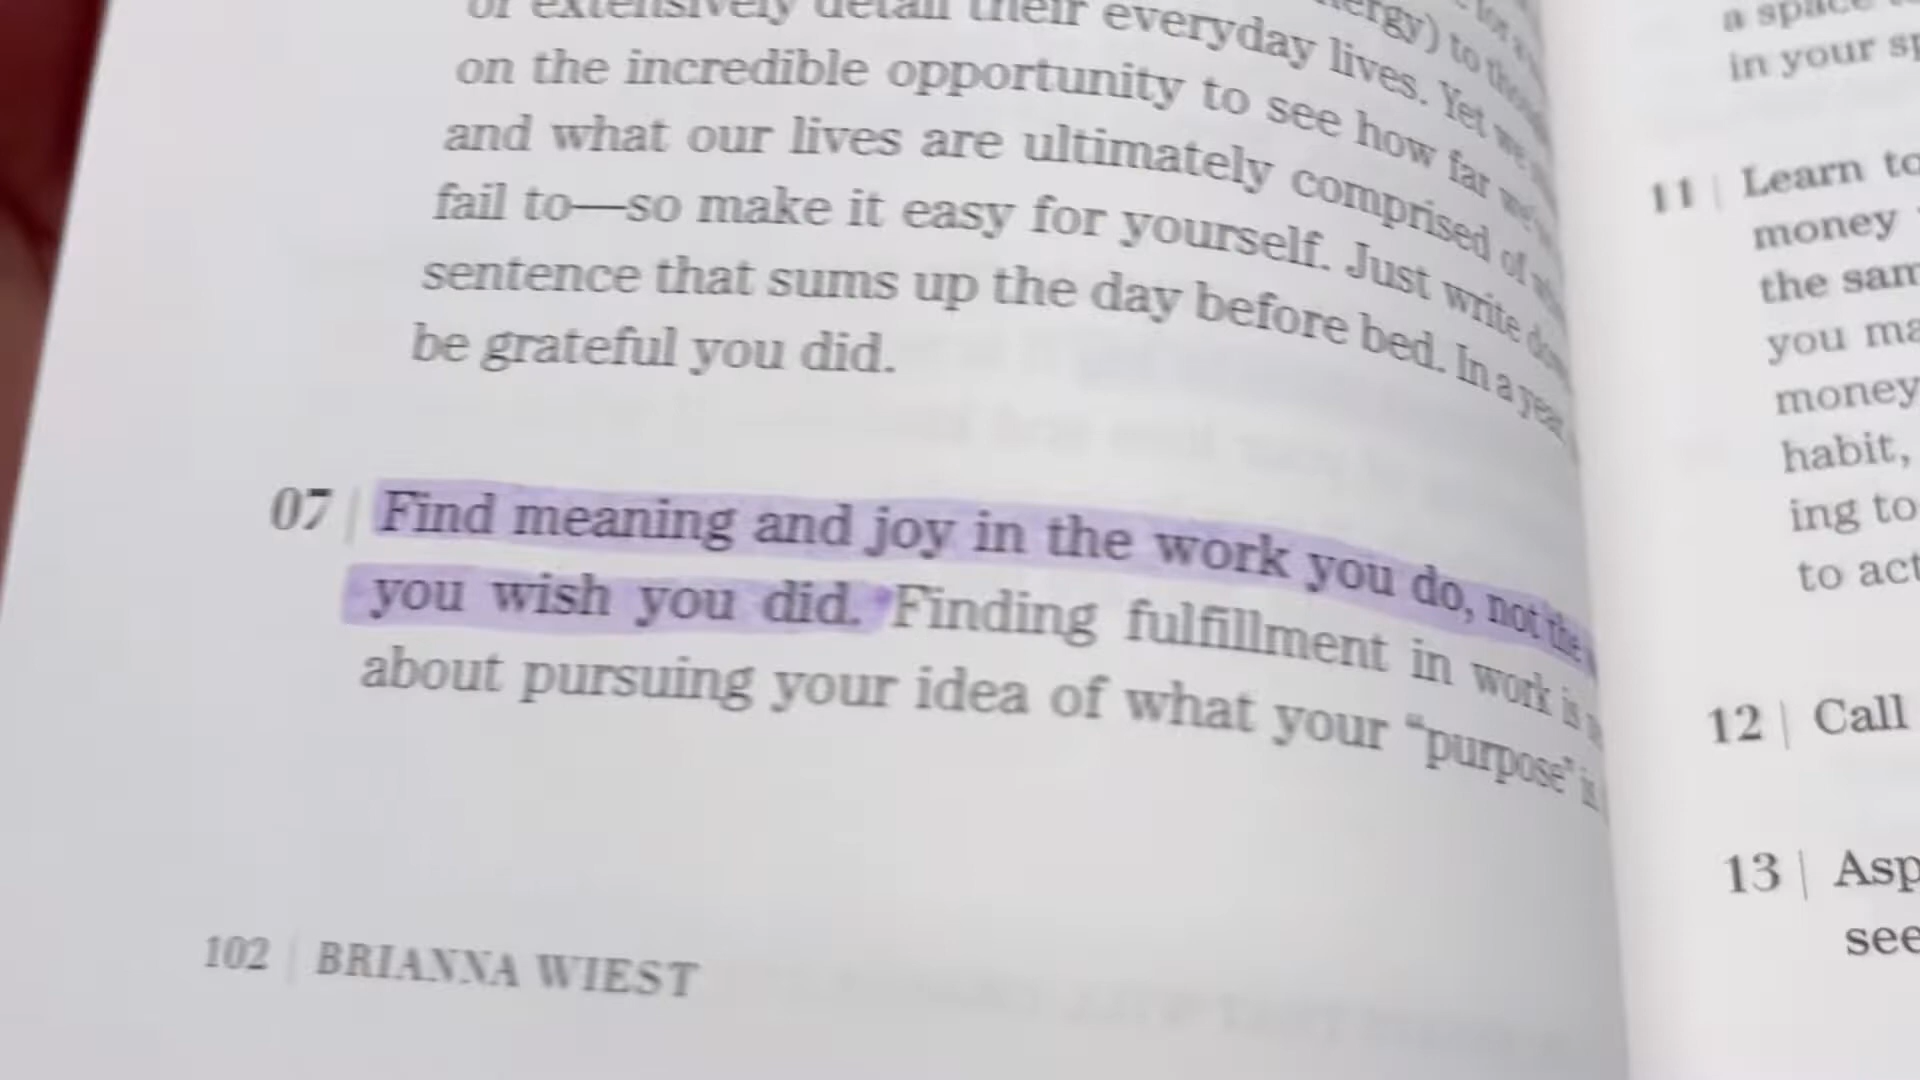 or extensively detail their everyday lives. Yet we
on the incredible opportunity to see how far we've
and what our lives are ultimately comprised of
fail to—so make it easy for yourself. Just write down
sentence that sums up the day before bed. In a year
be grateful you did.
07 | Find meaning and joy in the work you do, not the
you wish you did. Finding fulfillment in work is
about pursuing your idea of what your “purpose” is
102 | BRIANNA WIEST
a space
in your
11 | Learn to
money
the
you
money
habit,
ing to
to
12 | Call
13 |
see